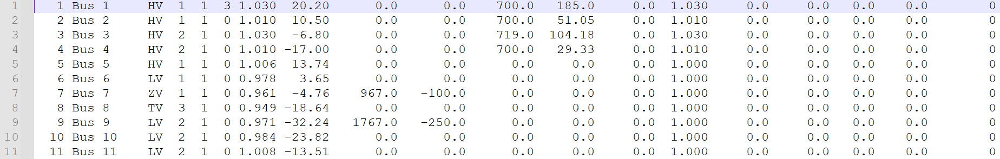 1 1 Bus 1 HV 1 1 3 1.030 20.20 0.0 0.0 700.0 185.0 0.0 1.030 0.0 0.0 0.0 0.0 0
2 2 Bus 2 HV 1 1 0 1.010 10.50 0.0 0.0 700.0 51.05 0.0 1.010 0.0 0.0 0.0 0.0 0
3 3 Bus 3 HV 2 1 0 1.030 -6.80 0.0 0.0 719.0 104.18 0.0 1.030 0.0 0.0 0.0 0.0 0
4 4 Bus 4 HV 2 1 0 1.010 -17.00 0.0 0.0 700.0 29.33 0.0 1.010 0.0 0.0 0.0 0.0 0
5 5 Bus 5 HV 1 1 0 1.006 13.74 0.0 0.0 0.0 0.0 0.0 1.000 0.0 0.0 0.0 0.0 0
6 6 Bus 6 LV 1 1 0 0.978 3.65 0.0 0.0 0.0 0.0 0.0 1.000 0.0 0.0 0.0 0.0 0
7 7 Bus 7 ZV 1 1 0 0.961 -4.76 967.0 -100.0 0.0 0.0 0.0 1.000 0.0 0.0 0.0 0.0 0
8 8 Bus 8 TV 3 1 0 0.949 -18.64 0.0 0.0 0.0 0.0 0.0 1.000 0.0 0.0 0.0 0.0 0
9 9 Bus 9 LV 2 1 0 0.971 -32.24 1767.0 -250.0 0.0 0.0 0.0 1.000 0.0 0.0 0.0 0.0 0
10 10 Bus 10 LV 2 1 0 0.984 -23.82 0.0 0.0 0.0 0.0 0.0 1.000 0.0 0.0 0.0 0.0 0
11 11 Bus 11 LV 2 1 0 1.008 -13.51 0.0 0.0 0.0 0.0 0.0 1.000 0.0 0.0 0.0 0.0 0